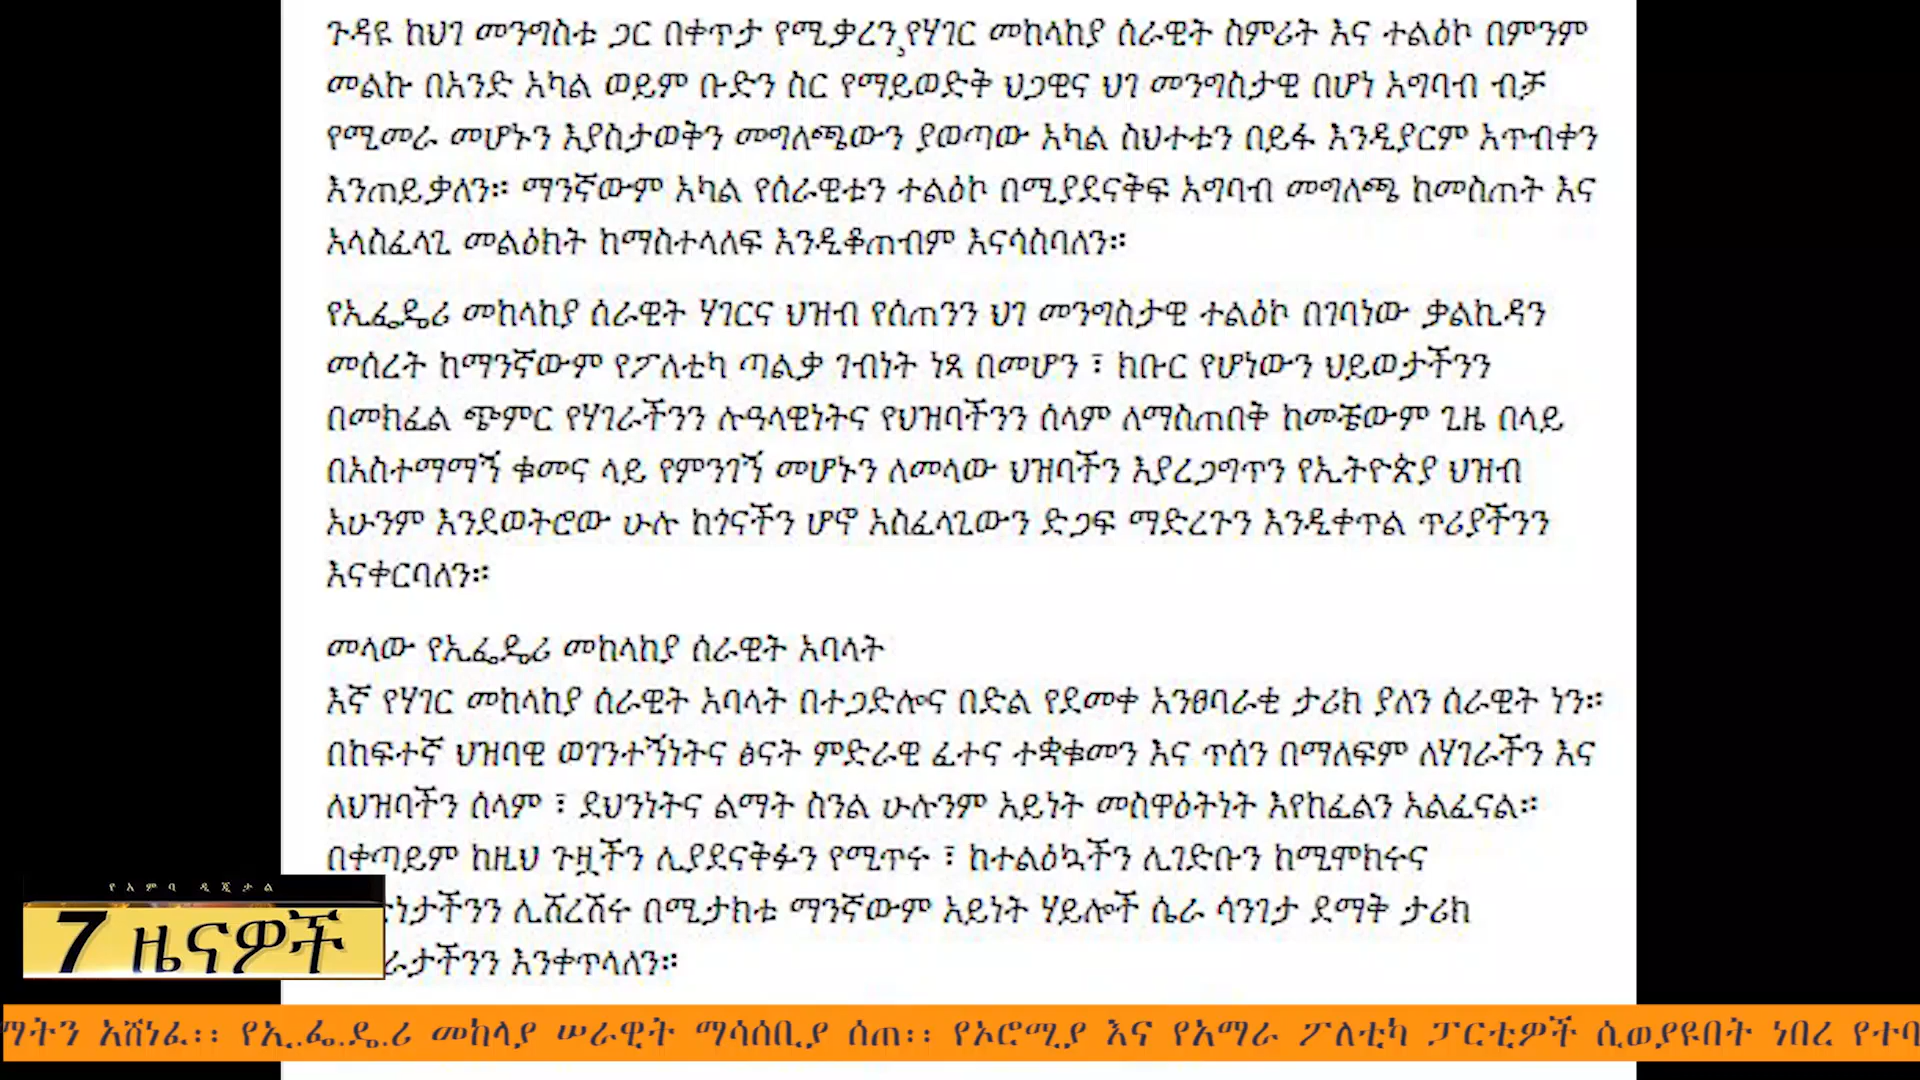 ጉዳዩ ከህገ መንግስቱ ጋር በቀጥታ የሚቃረን ¸የሃገር መከላከያ ሰራዊት ስምሪት እና ተልዕኮ በምንም
መልኩ በአንድ አካል ወይም ቡድን ስር የማይወድቅ ህጋዊና ህገ መንግስታዊ በሆነ አግባብ ብቻ
የሚመራ መሆኑን እያስታወቅን መግለጫውን ያወጣው አካል ስህተቱን በይፋ እንዲያርም አጥብቀን
እንጠይቃለን። ማንኛውም አካል የሰራዊቱን ተልዕኮ በሚያደናቅፍ አግባብ መግለጫ ከመስጠት እና
አላስፈላጊ መልዕክት ከማስተላለፍ እንዲቆጠብም እናሳስባለን።
የኢፌዴሪ መከላከያ ሰራዊት ሃገርና ህዝብ የሰጠንን ህገ መንግስታዊ ተልዕኮ በገባነው ቃልኪዳን
መሰረት ከማንኛውም የፖለቲካ ጣልቃ ገብነት ነጻ በመሆን ፣ ክቡር የሆነውን ህይወታችንን
በመክፈል ጭምር የሃገራችንን ሉዓላዊነትና የህዝባችንን ሰላም ለማስጠበቅ ከመቼውም ጊዜ በላይ
በአስተማማኝ ቁመና ላይ የምንገኝ መሆኑን ለመላው ህዝባችን እያረጋግጥን የኢትዮጵያ ህዝብ
አሁንም እንደወትሮው ሁሉ ከጎናችን ሆኖ አስፈላጊውን ድጋፍ ማድረጉን እንዲቀጥል ጥሪያችንን
እናቀርባለን።
መላው የኢፌዴሪ መከላከያ ሰራዊት አባላት
እኛ የሃገር መከላከያ ሰራዊት አባላት በተጋድሎና በድል የደመቀ አንፀባራቂ ታሪክ ያለን ሰራዊት ነን።
በከፍተኛ ህዝባዊ ወገንተኝነትና ፅናት ምድራዊ ፈተና ተቋቁመን እና ጥሰን በማለፍም ለሃገራችን እና
ለህዝባችን ሰላም ፣ ደህንነትና ልማት ስንል ሁሉንም አይነት መስዋዕትነት እየከፈልን አልፈናል።
በቀጣይም ከዚህ ጉዟችን ሊያደናቅፉን የሚጥሩ ፣ ከተልዕኳችን ሊገድቡን ከሚሞክሩና
ነታችንን ሊሸረሽሩ በሚታክቱ ማንኛውም አይነት ሃይሎች ሴራ ሳንገታ ደማቅ ታሪክ
ራታችንን እንቀጥላለን።
የአምባ ዲጂታል
7 ዜናዎች
ማትን አሸነፈ፡፡ የኢ.ፌ.ዴ.ሪ መከላያ ሠራዊት ማሳሰቢያ ሰጠ፡፡ የኦሮሚያ እና የአማራ ፖለቲካ ፓርቲዎች ሲወያዩበት ነበረ የተባ